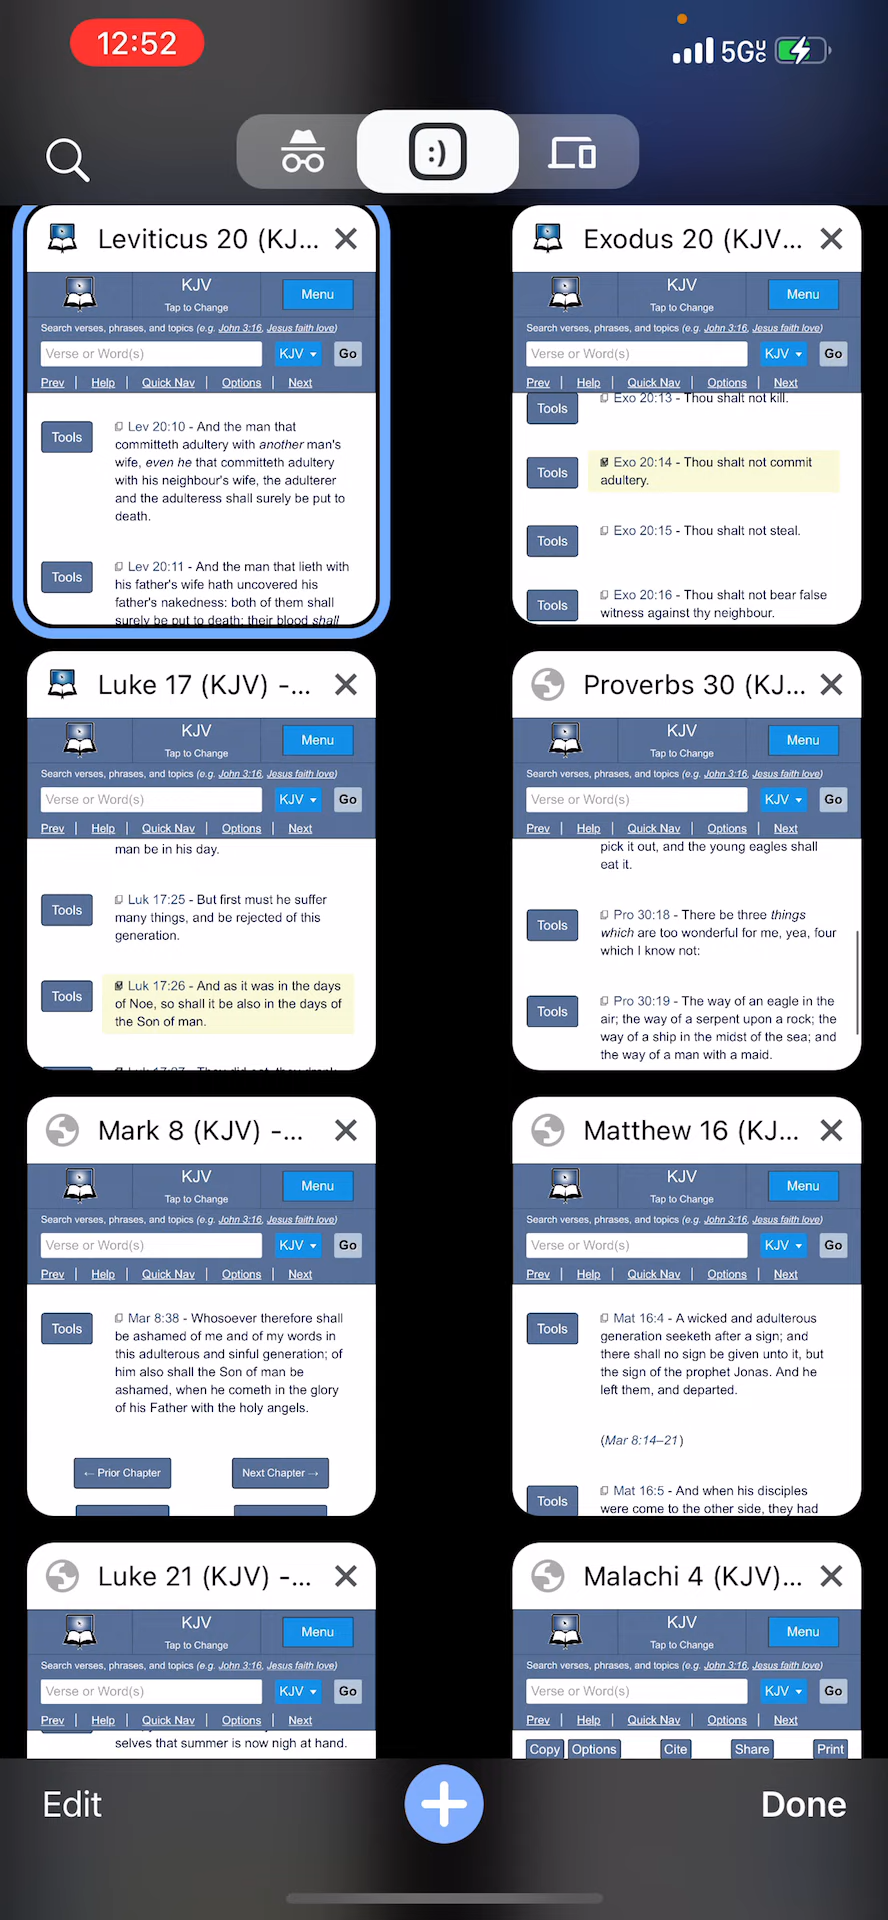 12:52
5G UC
:)
Leviticus 20 (KJ...
KJV
Tap to Change
Menu
Search verses, phrases, and topics (e.g. John 3:16, Jesus faith love)
Verse or Word(s)
KJV
Go
Prev | Help | Quick Nav | Options | Next
Tools
Lev 20:10 - And the man that
committeth adultery with another man's
wife, even he that committeth adultery
with his neighbour's wife, the adulterer
and the adulteress shall surely be put to
death.
Tools
Lev 20:11 - And the man that lieth with
his father's wife hath uncovered his
father's nakedness: both of them shall
surely be put to death; their blood shall
Exodus 20 (KJV...
KJV
Tap to Change
Menu
Search verses, phrases, and topics (e.g. John 3:16, Jesus faith love)
Verse or Word(s)
KJV
Go
Prev | Help | Quick Nav | Options | Next
Tools
Exo 20:13 - Thou shalt not kill.
Tools
Exo 20:14 - Thou shalt not commit
adultery.
Tools
Exo 20:15 - Thou shalt not steal.
Tools
Exo 20:16 - Thou shalt not bear false
witness against thy neighbour.
Luke 17 (KJV) -...
KJV
Tap to Change
Menu
Search verses, phrases, and topics (e.g. John 3:16, Jesus faith love)
Verse or Word(s)
KJV
Go
Prev | Help | Quick Nav | Options | Next
man be in his day.
Tools
Luk 17:25 - But first must he suffer
many things, and be rejected of this
generation.
Tools
Luk 17:26 - And as it was in the days
of Noe, so shall it be also in the days of
the Son of man.
Luk 17:27 - They did eat, they drank
Proverbs 30 (KJ...
KJV
Tap to Change
Menu
Search verses, phrases, and topics (e.g. John 3:16, Jesus faith love)
Verse or Word(s)
KJV
Go
Prev | Help | Quick Nav | Options | Next
pick it out, and the young eagles shall
eat it.
Tools
Pro 30:18 - There be three things
which are too wonderful for me, yea, four
which I know not:
Tools
Pro 30:19 - The way of an eagle in the
air; the way of a serpent upon a rock; the
way of a ship in the midst of the sea; and
the way of a man with a maid.
Mark 8 (KJV) -...
KJV
Tap to Change
Menu
Search verses, phrases, and topics (e.g. John 3:16, Jesus faith love)
Verse or Word(s)
KJV
Go
Prev | Help | Quick Nav | Options | Next
Tools
Mar 8:38 - Whosoever therefore shall
be ashamed of me and of my words in
this adulterous and sinful generation; of
him also shall the Son of man be
ashamed, when he cometh in the glory
of his Father with the holy angels.
← Prior Chapter
Next Chapter →
Matthew 16 (KJ...
KJV
Tap to Change
Menu
Search verses, phrases, and topics (e.g. John 3:16, Jesus faith love)
Verse or Word(s)
KJV
Go
Prev | Help | Quick Nav | Options | Next
Tools
Mat 16:4 - A wicked and adulterous
generation seeketh after a sign; and
there shall no sign be given unto it, but
the sign of the prophet Jonas. And he
left them, and departed.
(Mar 8:14–21)
Tools
Mat 16:5 - And when his disciples
were come to the other side, they had
Luke 21 (KJV) -...
KJV
Tap to Change
Menu
Search verses, phrases, and topics (e.g. John 3:16, Jesus faith love)
Verse or Word(s)
KJV
Go
Prev | Help | Quick Nav | Options | Next
selves that summer is now nigh at hand.
Malachi 4 (KJV)...
KJV
Tap to Change
Menu
Search verses, phrases, and topics (e.g. John 3:16, Jesus faith love)
Verse or Word(s)
KJV
Go
Prev | Help | Quick Nav | Options | Next
Copy
Options
Cite
Share
Print
Edit
Done